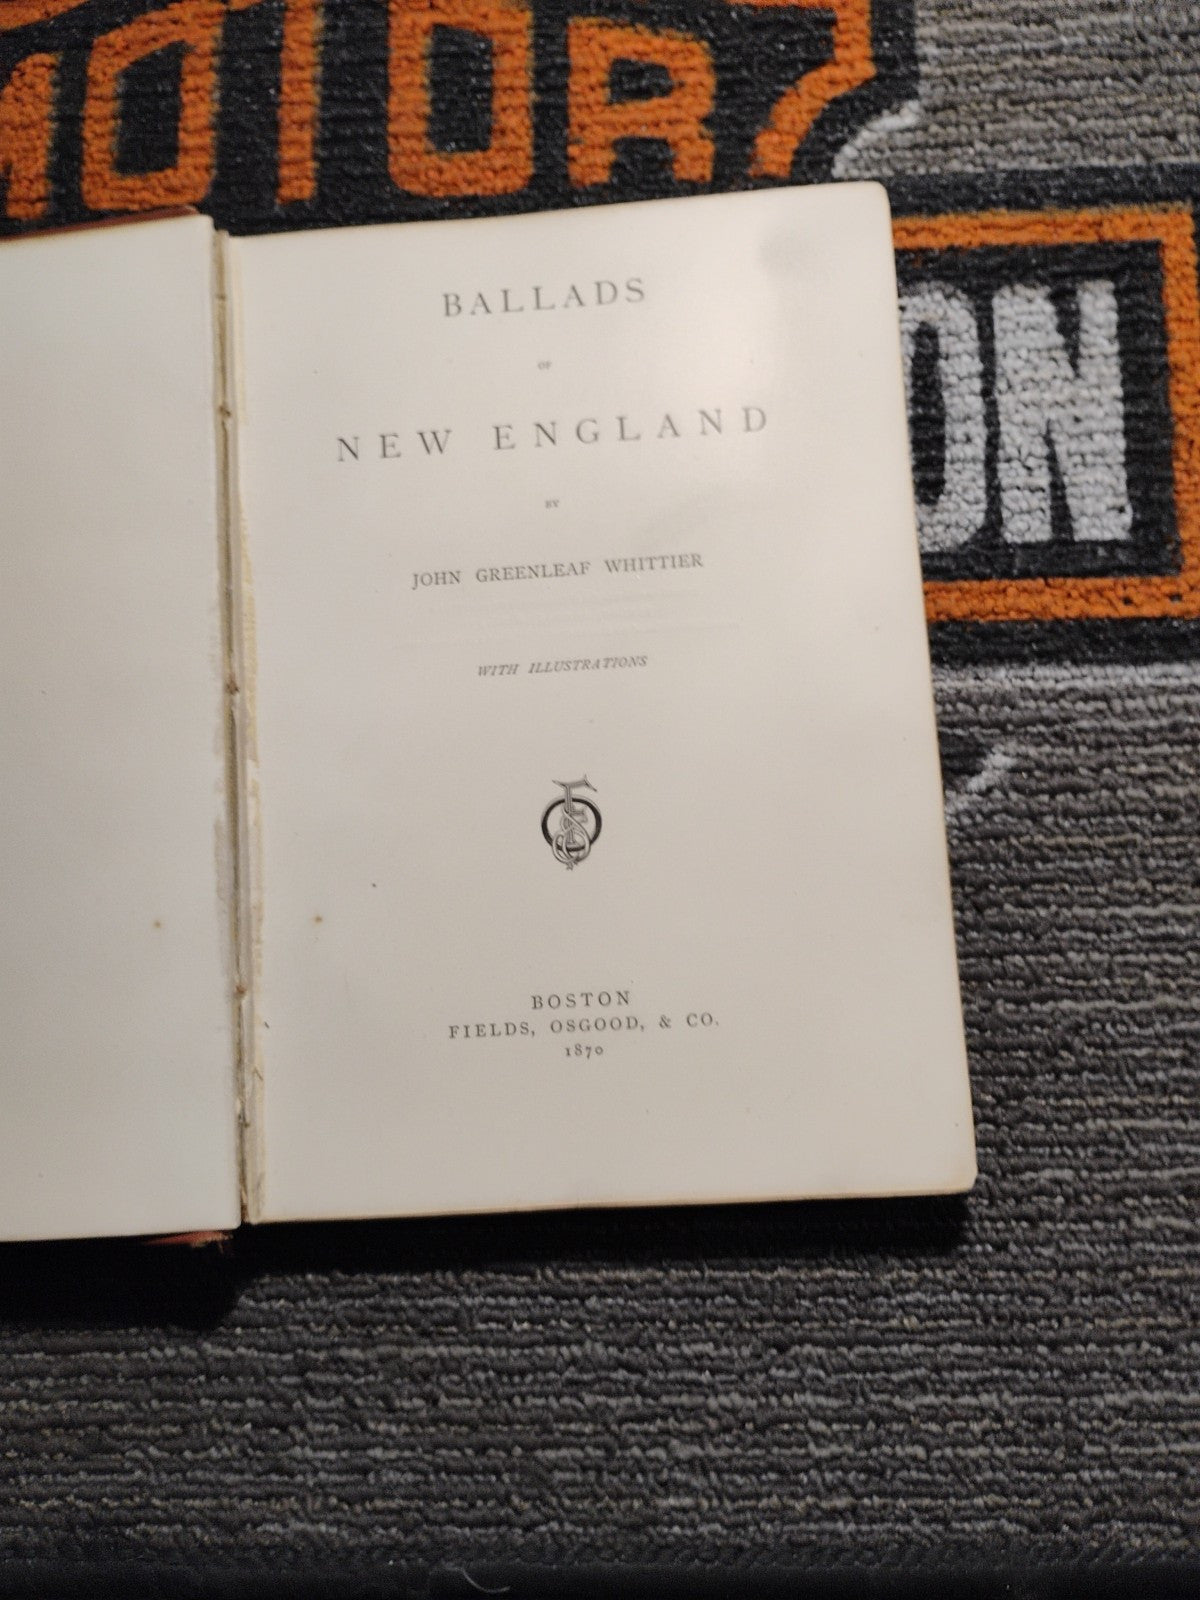 MOTOR
ON
BALLADS
OF
NEW ENGLAND
BY
JOHN GREENLEAF WHITTIER
WITH ILLUSTRATIONS
BOSTON
FIELDS, OSGOOD, & CO.
1870